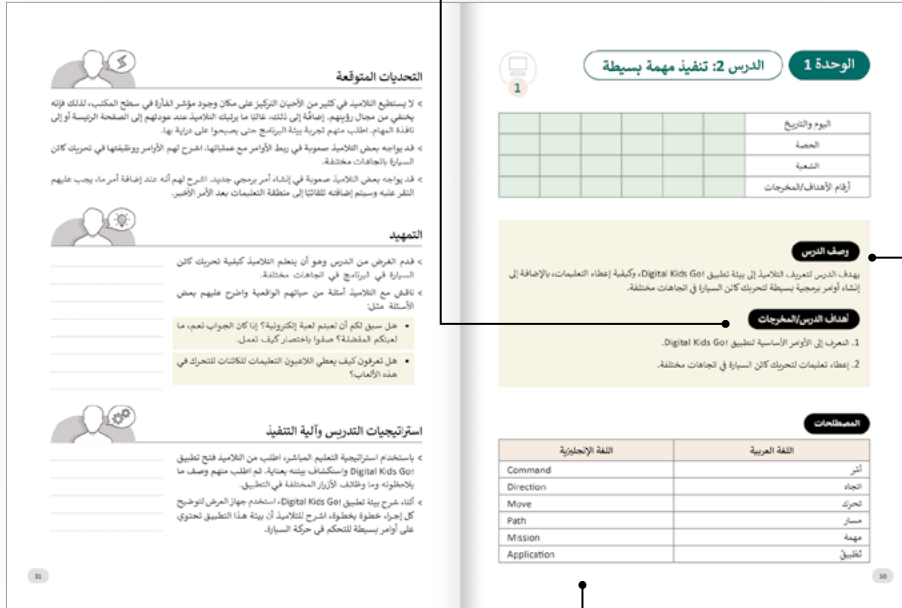 الوحدة 1
الدرس 2: تنفيذ مهمة بسيطة
1
اليوم والتاريخ
الحصة
الشعبة
أرقام الأهداف/المخرجات
وصف الدرس
يهدف الدرس لتعريف التلاميذ إلى بيئة تطبيق Digital Kids Go!، وكيفية إعطاء التعليمات، بالإضافة إلى
إنشاء أوامر برمجية بسيطة لتحريك كائن السيارة في اتجاهات مختلفة.
أهداف الدرس/المخرجات
1. التعرف إلى الأوامر الأساسية لتطبيق Digital Kids Go!.
2. إعطاء تعليمات لتحريك كائن السيارة في اتجاهات مختلفة.
المصطلحات
اللغة العربية اللغة الإنجليزية
أمر Command
اتجاه Direction
تحرك Move
مسار Path
مهمة Mission
تطبيق Application
30
التحديات المتوقعة
> لا يستطيع التلاميذ في كثير من الأحيان التركيز على مكان وجود مؤشر الفأرة في سطح المكتب، لذلك فإنه
يختفي من مجال رؤيتهم. إضافة إلى ذلك، غالبًا ما يرتبك التلاميذ عند عودتهم إلى الصفحة الرئيسة أو إلى
نافذة المهام. اطلب منهم تجربة بيئة البرنامج حتى يصبحوا على دراية بها.
> قد يواجه بعض التلاميذ صعوبة في ربط الأوامر مع عملياتها. اشرح لهم الأوامر ووظيفتها في تحريك كائن
السيارة باتجاهات مختلفة.
> قد يواجه بعض التلاميذ صعوبة في إنشاء أمر برمجي جديد. اشرح لهم أنه عند إضافة أمر ما، يجب عليهم
النقر عليه وسيتم إضافته تلقائيًا إلى منطقة التعليمات بعد الأمر الأخير.
التمهيد
> قدم الغرض من الدرس وهو أن يتعلم التلاميذ كيفية تحريك كائن
السيارة في البرنامج في اتجاهات مختلفة.
> ناقش مع التلاميذ أمثلة من حياتهم الواقعية واطرح عليهم بعض
الأسئلة مثل:
• هل سبق لكم أن لعبتم لعبة إلكترونية؟ إذا كان الجواب نعم، ما
لعبتكم المفضلة؟ صفوا باختصار كيف تعمل.
• هل تعرفون كيف يعطي اللاعبون التعليمات للكائنات للتحرك في
هذه الألعاب؟
استراتيجيات التدريس وآلية التنفيذ
> باستخدام استراتيجية التعليم المباشر، اطلب من التلاميذ فتح تطبيق
Digital Kids Go! واستكشاف بيئته بعناية. ثم اطلب منهم وصف ما
يلاحظونه وما وظائف الأزرار المختلفة في التطبيق.
> أثناء شرح بيئة تطبيق Digital Kids Go!، استخدم جهاز العرض لتوضيح
كل إجراء خطوة بخطوة، اشرح للتلاميذ أن بيئة هذا التطبيق تحتوي
على أوامر بسيطة للتحكم في حركة السيارة.
31